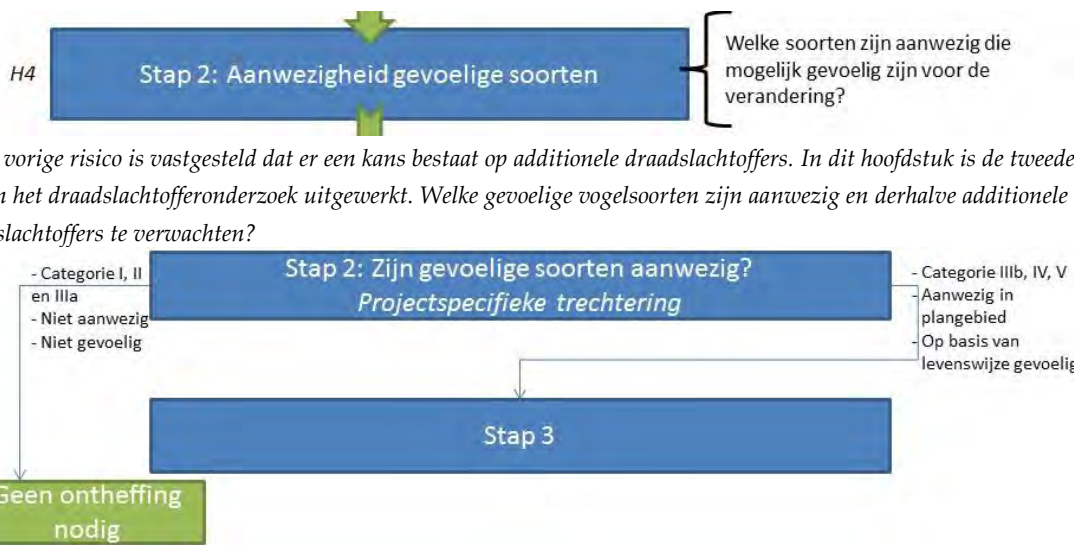 H4
Stap 2: Aanwezigheid gevoelige soorten
Welke soorten zijn aanwezig die
mogelijk gevoelig zijn voor de
verandering?
vorige risico is vastgesteld dat er een kans bestaat op additionele draadslachtoffers. In dit hoofdstuk is de tweede
n het draadslachtofferonderzoek uitgewerkt. Welke gevoelige vogelsoorten zijn aanwezig en derhalve additionele
slachtoffers te verwachten?
Stap 2: Zijn gevoelige soorten aanwezig?
Projectspecifieke trechtering
- Categorie I, II
en IIIa
- Niet aanwezig
- Niet gevoelig
- Categorie IIIb, IV, V
- Aanwezig in
plangebied
- Op basis van
levenswijze gevoelig
Stap 3
Geen ontheffing
nodig